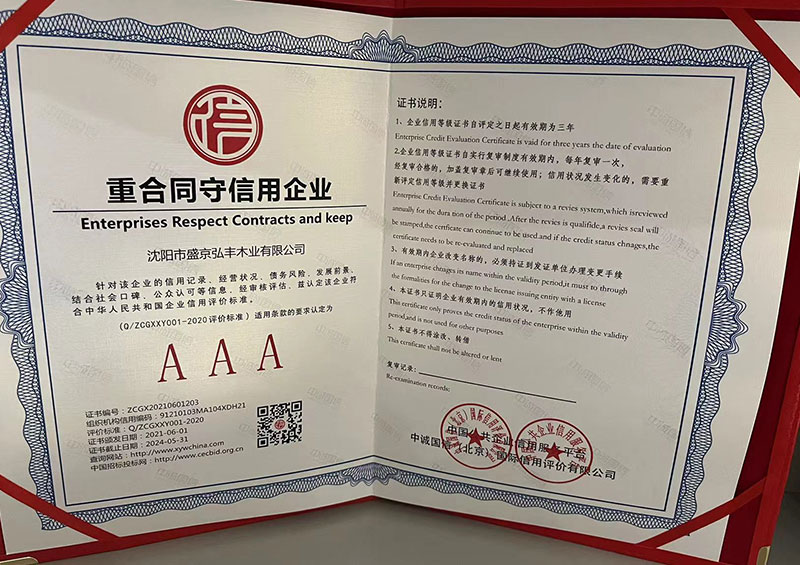 信
重合同守信用企业
Enterprises Respect Contracts and keep
沈阳市盛京弘丰木业有限公司
针对该企业的信用记录、经营状况、债务风险、发展前景、
结合社会口碑、公众认可等信息，经审核评估，兹认定该企业符
合中华人民共和国企业信用评价标准。
(Q/ZCGXXY001-2020评价标准）适用条款的要求认定为
AAA
证书编号：ZCGX20210601203
组织机构信用编码：91210103MA104XDH21
评价标准：Q/ZCGXXY001-2020
证书颁发日期：2021-06-01
证书截止日期：2024-05-31
查询网站：http://www.xywchina.com
中国招标投标网：http://www.cecbid.org.cn
证书说明：
1、企业信用等级证书自评定之日起有效期为三年
Enterprise Credit Evaluation Certificate is vaid for three years the date of evaluation
2.企业信用等级证书自实行复审制度有效期内，每年复审一次，
经复审合格的，加盖复审章后可继续使用；信用状况发生变化的，需要重
新评定信用等级并更换证书
Enterprise Credit Evaluation Certificate is subject to a revies system,which isreviewed
annually for the dura tion of the period .After the revies is qualifide,a revies seal will
be stamped,the certificate can continue to be used.and if the credit status chnages,the
certificate needs to be re-evaluated and replaced
3、有效期内企业改变名称的，必须持证到发证单位办理变更手续
If an enterprise chtnages its name within the validity period,it must to through
the formalities for the change to the license issuing entity with a license
4、本证书只证明企业有效期内的信用状况，不作他用
This certificate only proves the credit status of the enterprise within the validity
period,and is not used for other purposes
5、本证书不得涂改、转借
This certificate shall not be altered or lent
复审记录：
Re-examination records:
中国公共企业信用服务平台
中诚国信（北京）国际信用评价有限公司